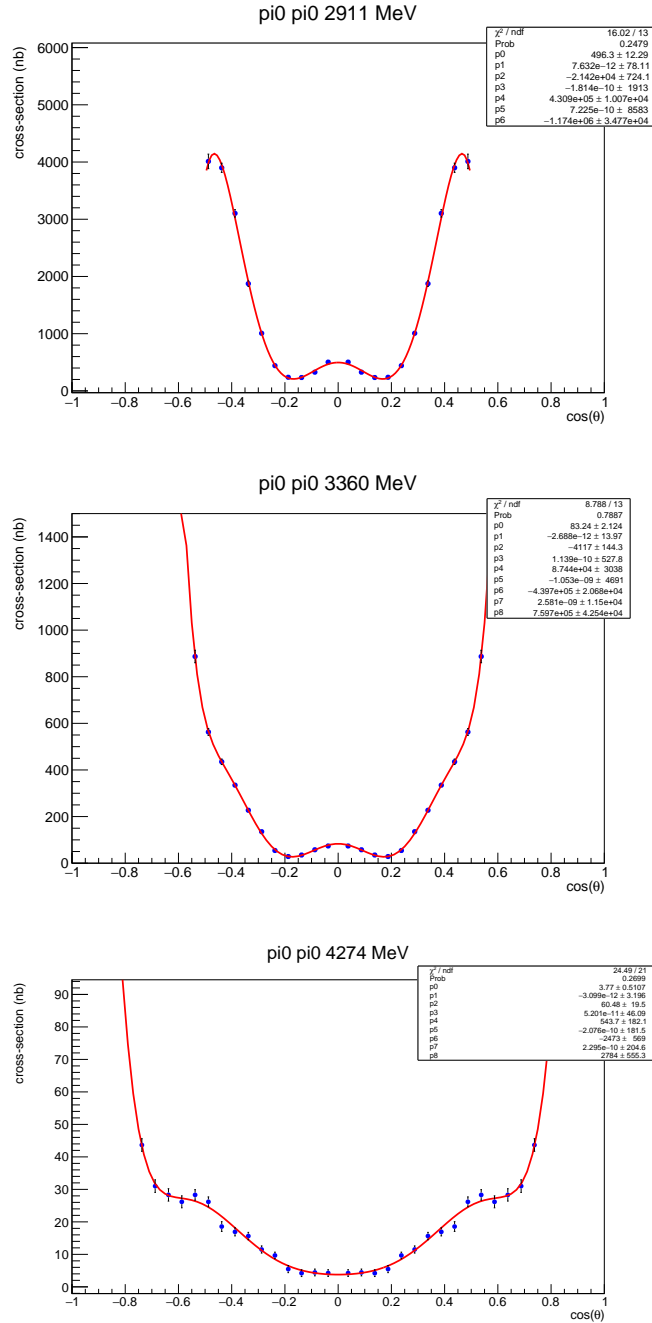 pi0 pi0 2911 MeV
χ² / ndf 16.02 / 13
Prob 0.2479
p0 496.3 ± 12.29
p1 7.632e−12 ± 78.11
p2 −2.142e+04 ± 724.1
p3 −1.814e−10 ± 1913
p4 4.309e+05 ± 1.007e+04
p5 7.225e−10 ± 8583
p6 −1.174e+06 ± 3.477e+04
cross-section (nb)
6000
5000
4000
3000
2000
1000
0
−1 −0.8 −0.6 −0.4 −0.2 0 0.2 0.4 0.6 0.8 1
cos(θ)
pi0 pi0 3360 MeV
χ² / ndf 8.788 / 13
Prob 0.7887
p0 83.24 ± 2.124
p1 −2.688e−12 ± 13.97
p2 −4117 ± 144.3
p3 1.139e−10 ± 527.8
p4 8.744e+04 ± 3038
p5 −1.053e−09 ± 4691
p6 −4.397e+05 ± 2.068e+04
p7 2.581e−09 ± 1.15e+04
p8 7.597e+05 ± 4.254e+04
cross-section (nb)
1400
1200
1000
800
600
400
200
0
−1 −0.8 −0.6 −0.4 −0.2 0 0.2 0.4 0.6 0.8 1
cos(θ)
pi0 pi0 4274 MeV
χ² / ndf 24.49 / 21
Prob 0.2699
p0 3.77 ± 0.5107
p1 −3.099e−12 ± 3.196
p2 60.48 ± 19.5
p3 5.201e−11 ± 46.09
p4 543.7 ± 182.1
p5 −2.076e−10 ± 181.5
p6 −2473 ± 569
p7 2.295e−10 ± 204.6
p8 2784 ± 555.3
cross-section (nb)
90
80
70
60
50
40
30
20
10
0
−1 −0.8 −0.6 −0.4 −0.2 0 0.2 0.4 0.6 0.8 1
cos(θ)